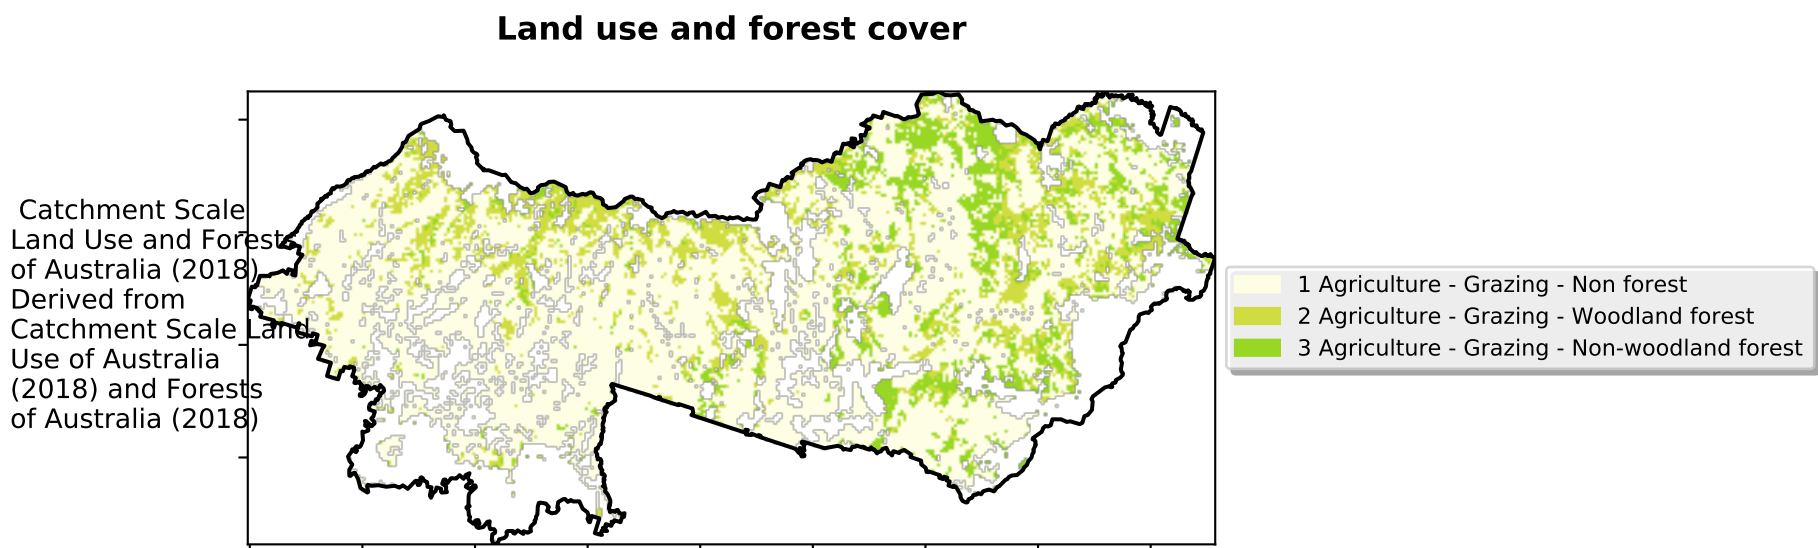 Land use and forest cover
Catchment Scale
Land Use and Forests
of Australia (2018)
Derived from
Catchment Scale Land
Use of Australia
(2018) and Forests
of Australia (2018)
1 Agriculture - Grazing - Non forest
2 Agriculture - Grazing - Woodland forest
3 Agriculture - Grazing - Non-woodland forest